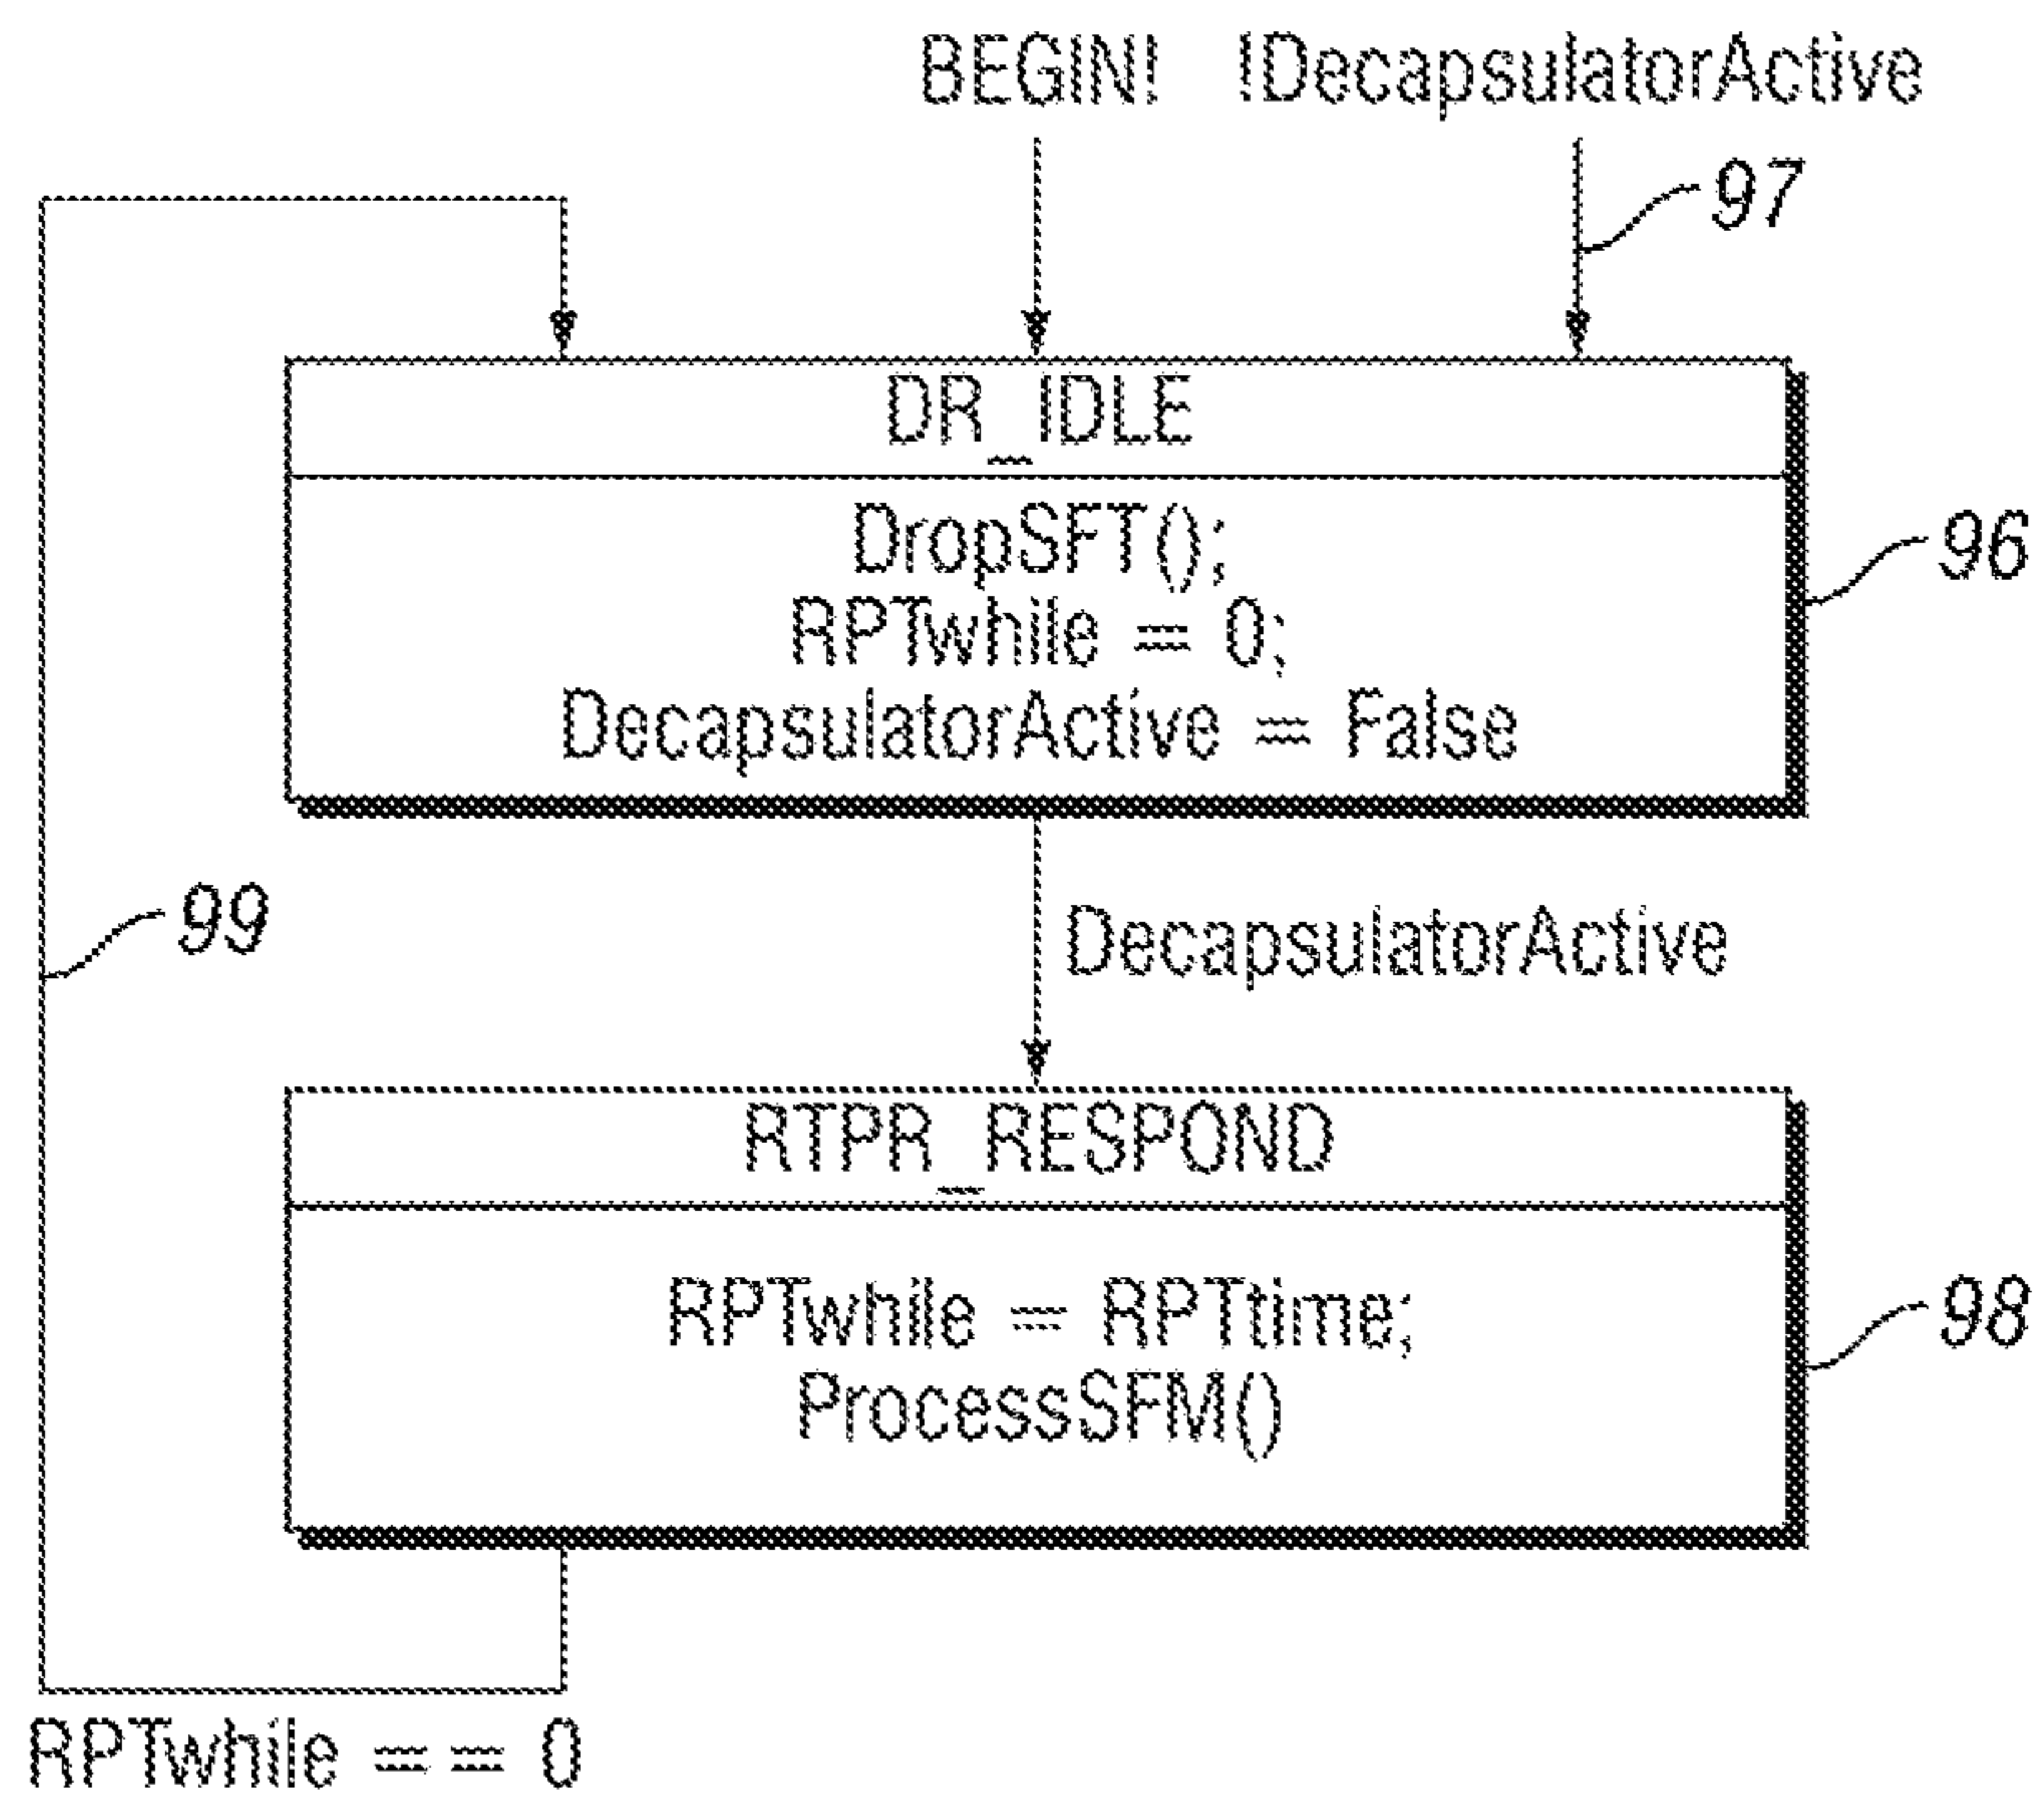 BEGIN! !DecapsulatorActive
97
DR_IDLE
DropSFT();
RPTwhile = 0;
DecapsulatorActive = False
96
99
DecapsulatorActive
RTPR_RESPOND
RPTwhile = RPTtime;
ProcessSFM()
98
RPTwhile == 0